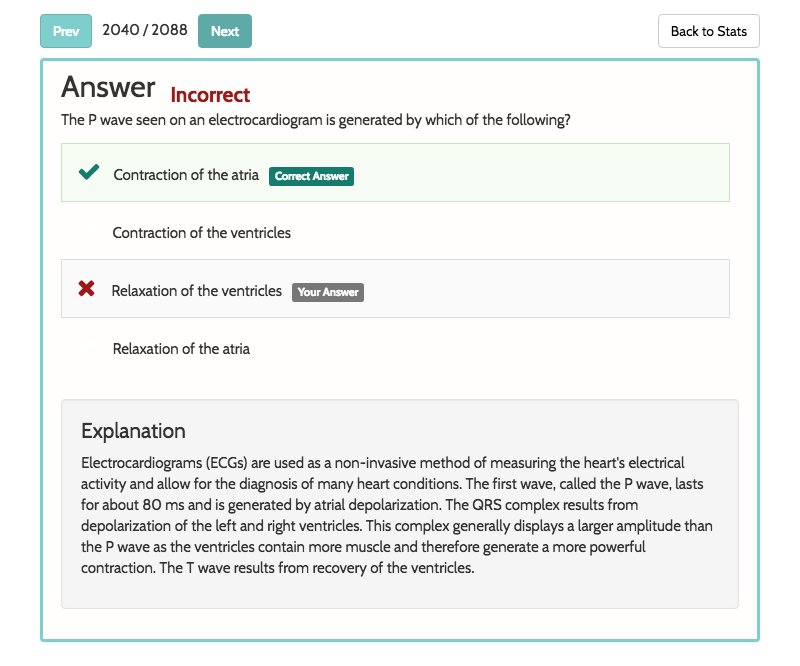 Prev 2040 / 2088 Next Back to Stats
Answer Incorrect
The P wave seen on an electrocardiogram is generated by which of the following?
Contraction of the atria Correct Answer
Contraction of the ventricles
Relaxation of the ventricles Your Answer
Relaxation of the atria
Explanation
Electrocardiograms (ECGs) are used as a non-invasive method of measuring the heart's electrical
activity and allow for the diagnosis of many heart conditions. The first wave, called the P wave, lasts
for about 80 ms and is generated by atrial depolarization. The QRS complex results from
depolarization of the left and right ventricles. This complex generally displays a larger amplitude than
the P wave as the ventricles contain more muscle and therefore generate a more powerful
contraction. The T wave results from recovery of the ventricles.